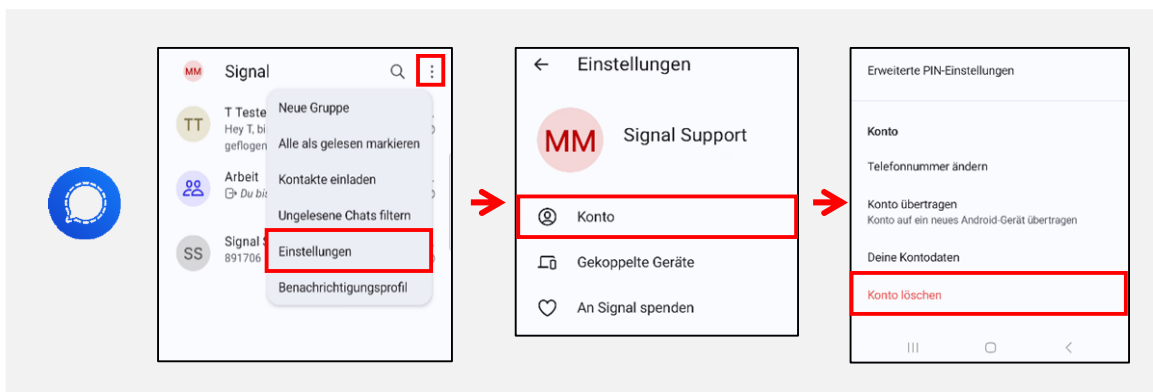 MM
Signal
T Teste
TT
Hey T, bi
geflogen
Arbeit
Du bis
Signal S
SS
891706
Neue Gruppe
Alle als gelesen markieren
Kontakte einladen
Ungelesene Chats filtern
Einstellungen
Benachrichtigungsprofil
Einstellungen
MM
Signal Support
Konto
Gekoppelte Geräte
An Signal spenden
Erweiterte PIN-Einstellungen
Konto
Telefonnummer ändern
Konto übertragen
Konto auf ein neues Android-Gerät übertragen
Deine Kontodaten
Konto löschen